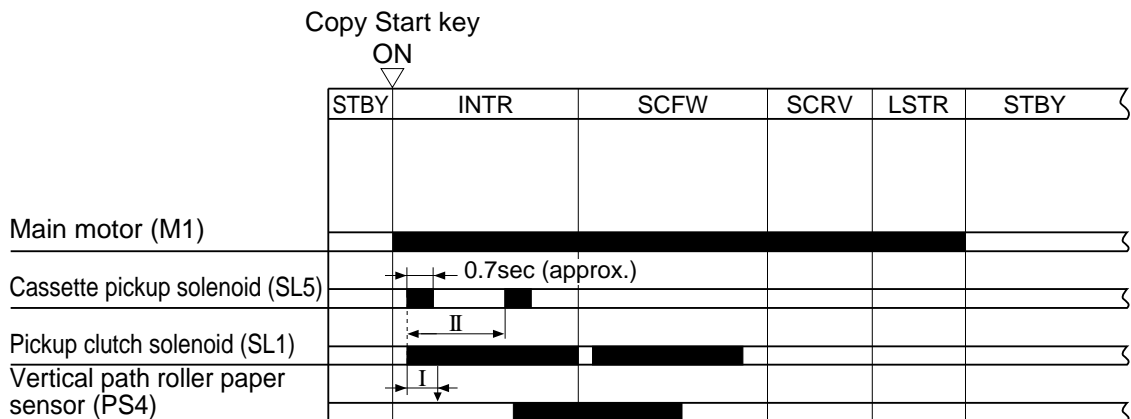 Copy Start key
ON
STBY INTR SCFW SCRV LSTR STBY
Main motor (M1)
0.7sec (approx.)
Cassette pickup solenoid (SL5)
II
Pickup clutch solenoid (SL1)
I
Vertical path roller paper
sensor (PS4)